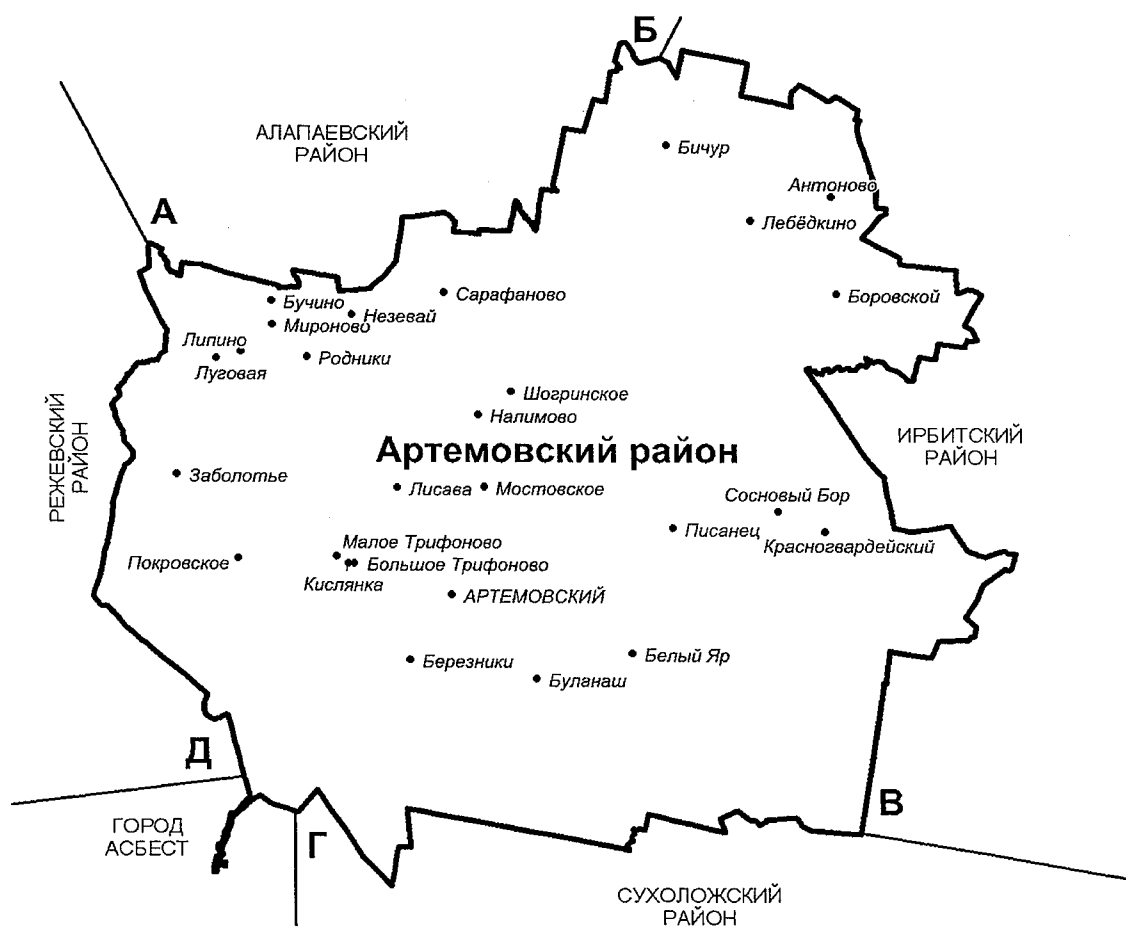 Б
АЛАПАЕВСКИЙ
РАЙОН
Бичур
Антоново
А
Лебёдкино
Сарафаново
Боровской
Бучино
Незевай
Мироново
Липино
Родники
Луговая
Шогринское
Налимово
РЕЖЕВСКИЙ
РАЙОН
Артемовский район
ИРБИТСКИЙ
РАЙОН
Заболотье
Лисава
Мостовское
Сосновый Бор
Писанец
Красногвардейский
Малое Трифоново
Покровское
Большое Трифоново
Кислянка
АРТЕМОВСКИЙ
Березники
Белый Яр
Буланаш
Д
В
ГОРОД
АСБЕСТ
Г
СУХОЛОЖСКИЙ
РАЙОН